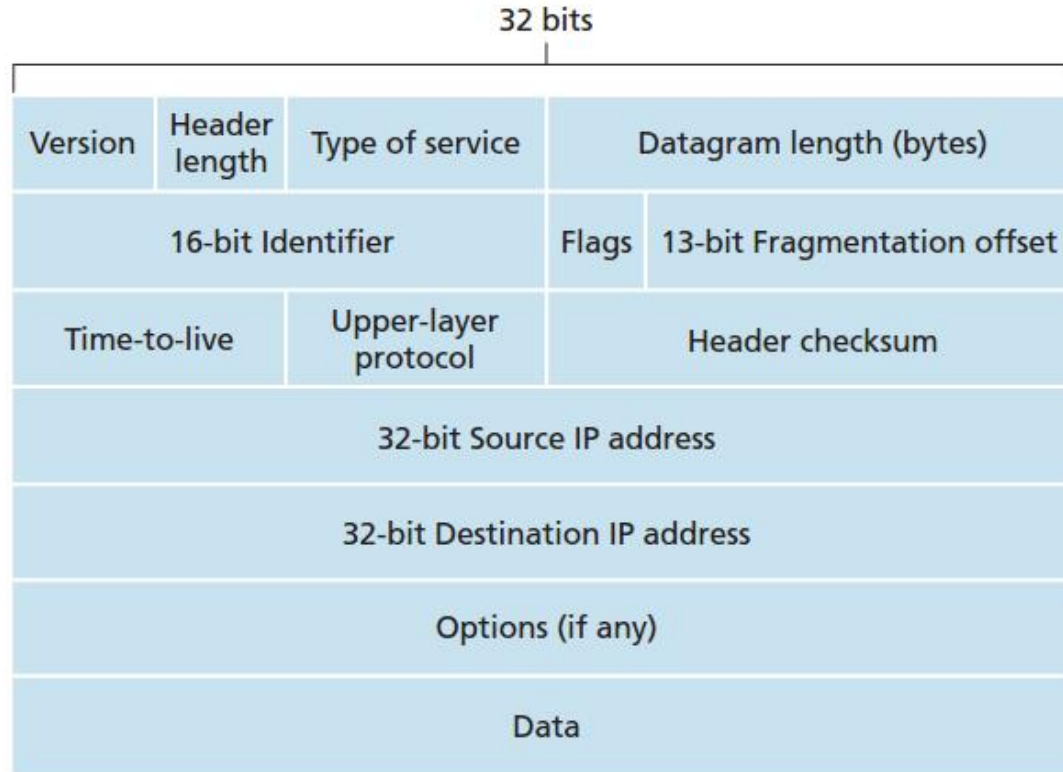 32 bits
Version
Header
length
Type of service
Datagram length (bytes)
16-bit Identifier
Flags
13-bit Fragmentation offset
Time-to-live
Upper-layer
protocol
Header checksum
32-bit Source IP address
32-bit Destination IP address
Options (if any)
Data